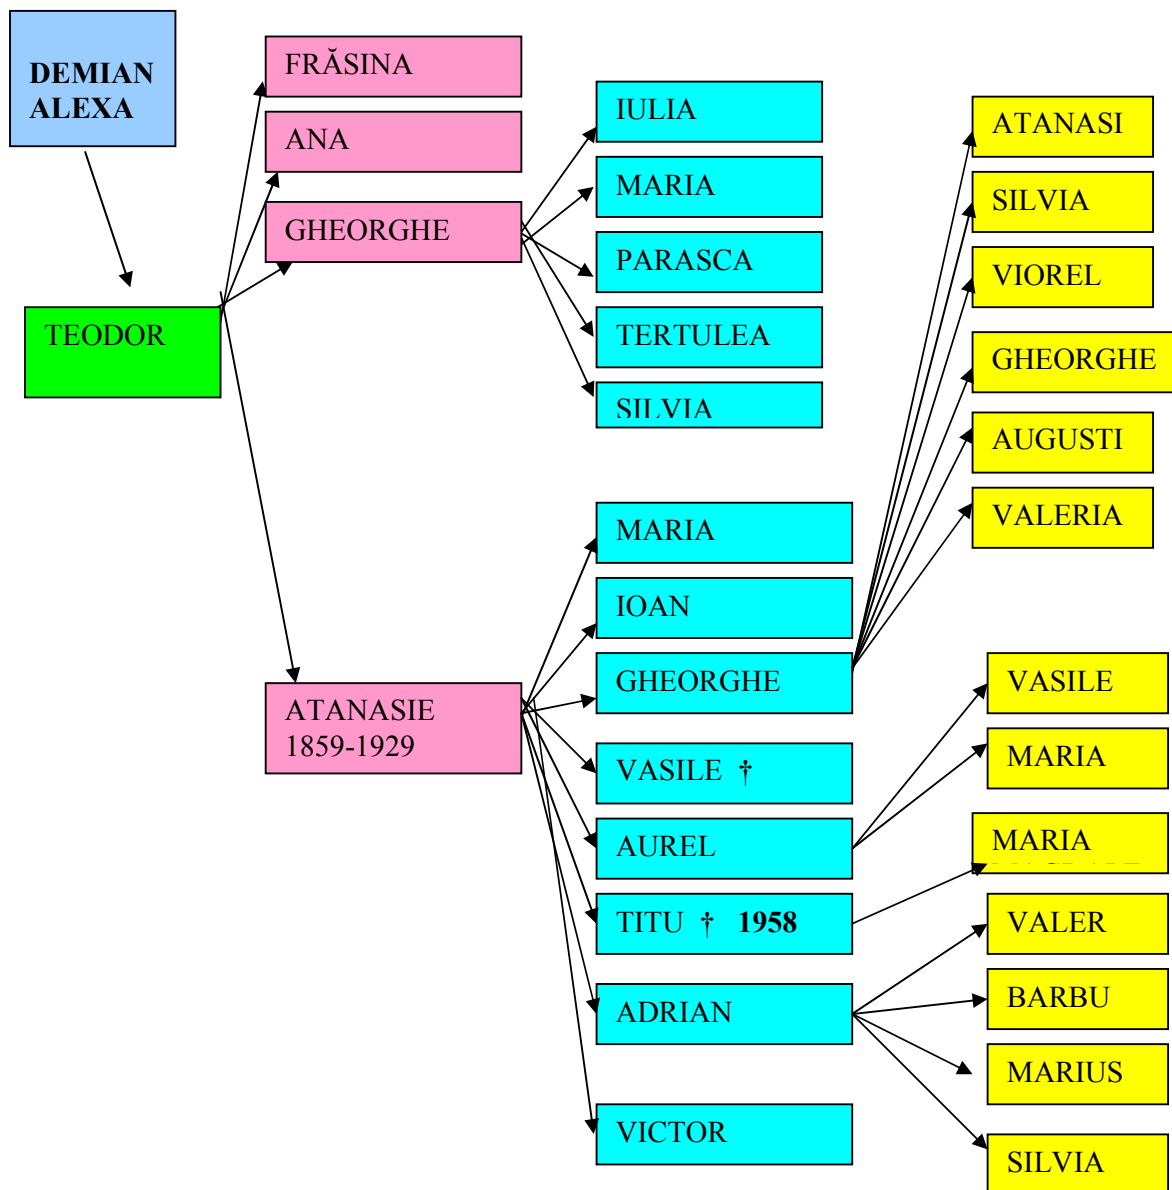 DEMIAN
ALEXA
TEODOR
FRĂSINA
ANA
GHEORGHE
ATANASIE
1859-1929
IULIA
MARIA
PARASCA
TERTULEA
SILVIA
MARIA
IOAN
GHEORGHE
VASILE †
AUREL
TITU † 1958
ADRIAN
VICTOR
ATANASI
SILVIA
VIOREL
GHEORGHE
AUGUSTI
VALERIA
VASILE
MARIA
MARIA
VALER
BARBU
MARIUS
SILVIA